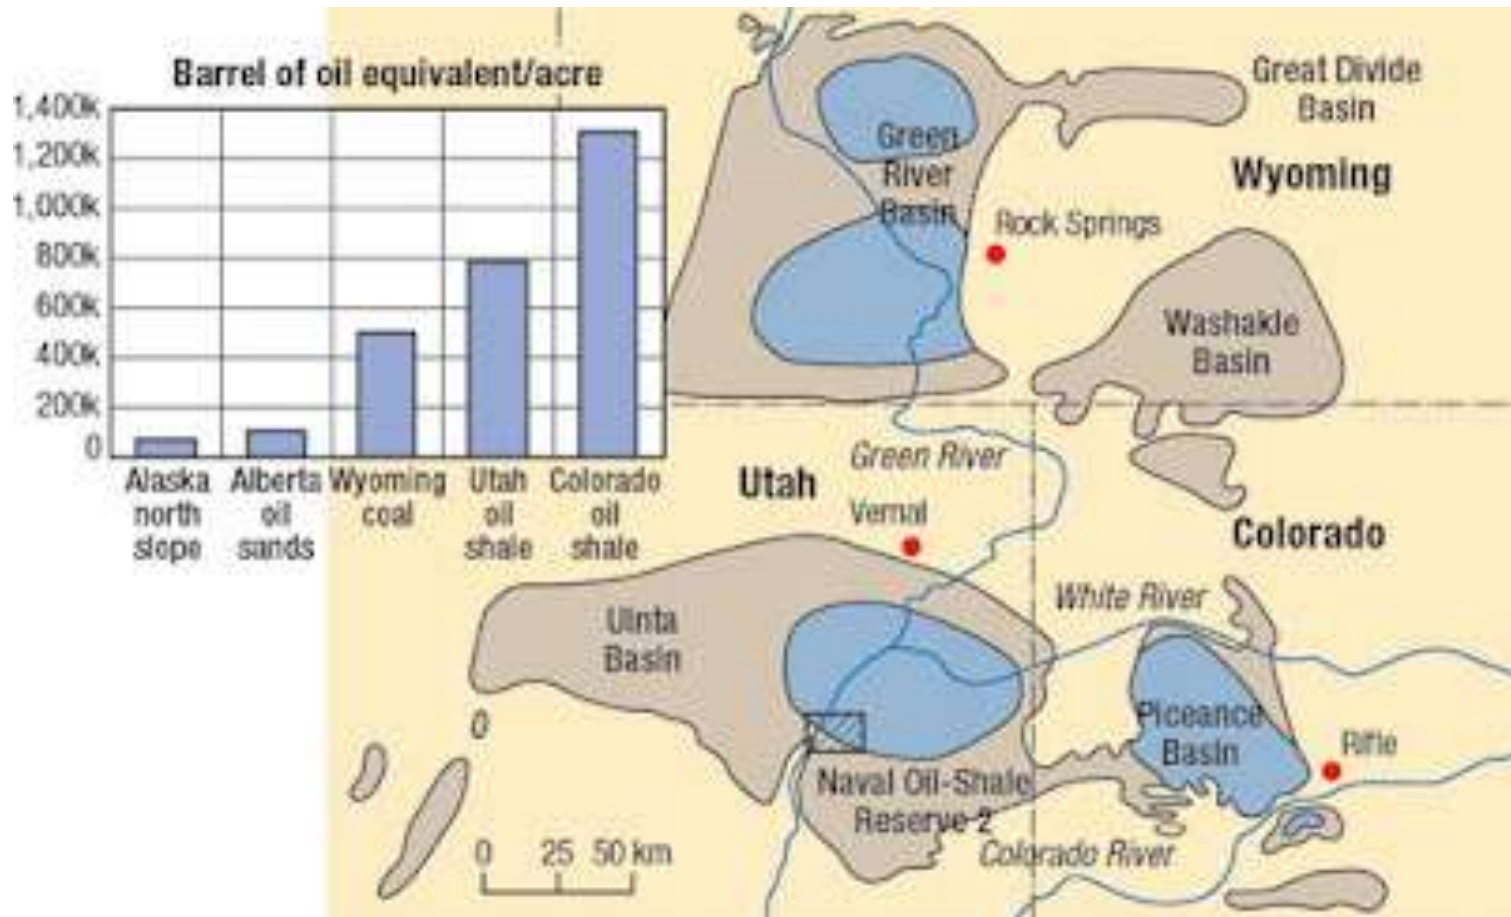 Barrel of oil equivalent/acre
1,400k
1,200k
1,000k
800k
600k
400k
200k
0
Alaska
north
slope
Alberta
oil
sands
Wyoming
coal
Utah
oil
shale
Colorado
oil
shale
Great Divide
Basin
Green
River
Basin
Wyoming
Rock Springs
Washakie
Basin
Green River
Utah
Vernal
Colorado
White River
Uinta
Basin
Piceance
Basin
Rifle
Naval Oil-Shale
Reserve 2
Colorado River
0 25 50 km